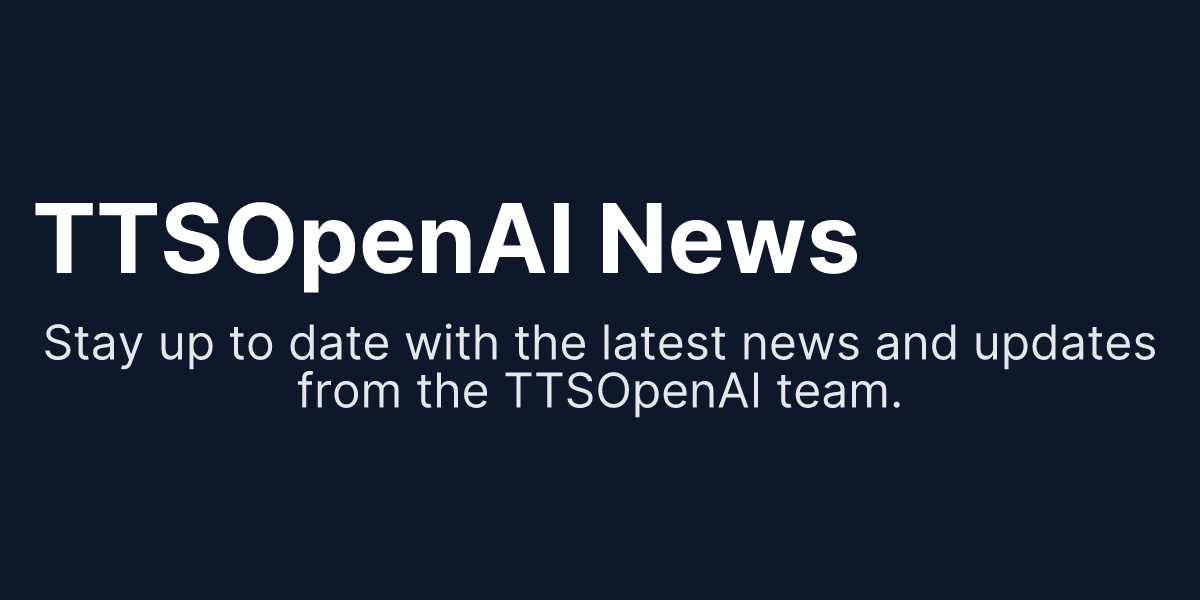 TTSOpenAI News
Stay up to date with the latest news and updates
from the TTSOpenAI team.